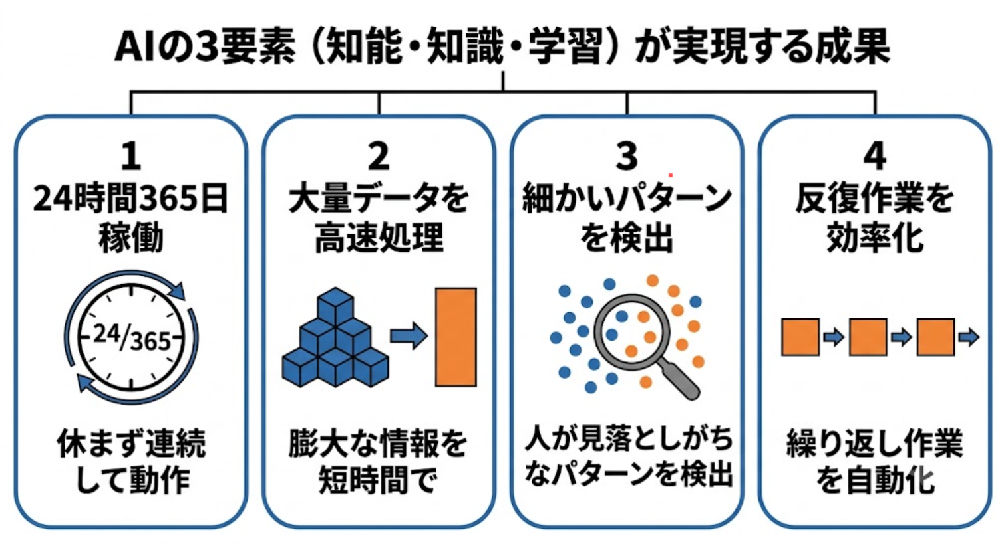 AIの3要素（知能・知識・学習）が実現する成果
1
24時間365日
稼働
24/365
休まず連続
して動作
2
大量データを
高速処理
膨大な情報を
短時間で
3
細かいパターン
を検出
人が見落としがち
なパターンを検出
4
反復作業を
効率化
繰り返し作業
を自動化